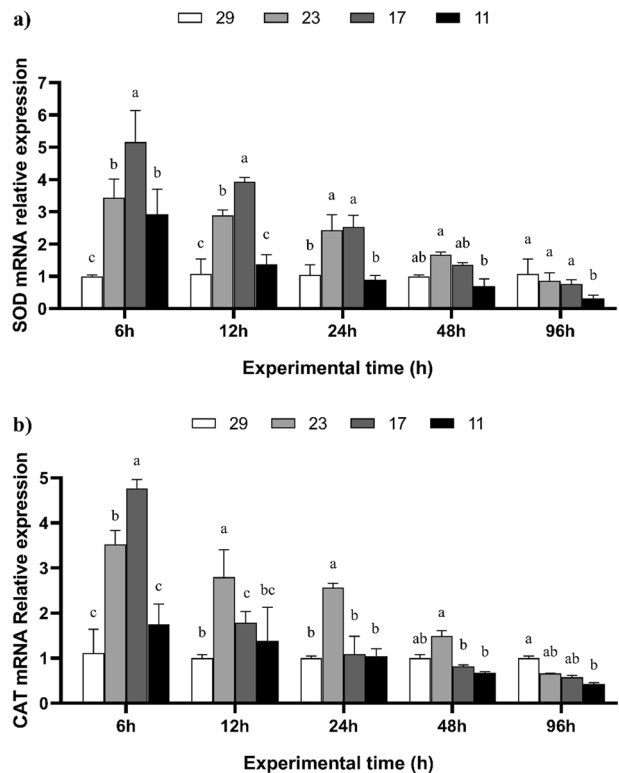 a)
29 23 17 11
SOD mRNA relative expression
7
6
5
4
3
2
1
0
c b a b
c b a c
b a a b
ab a ab b
a a a b
6h 12h 24h 48h 96h
Experimental time (h)
b)
29 23 17 11
CAT mRNA Relative expression
5
4
3
2
1
0
c b a c
b a c bc
b a b b
ab a b b
a ab ab b
6h 12h 24h 48h 96h
Experimental time (h)